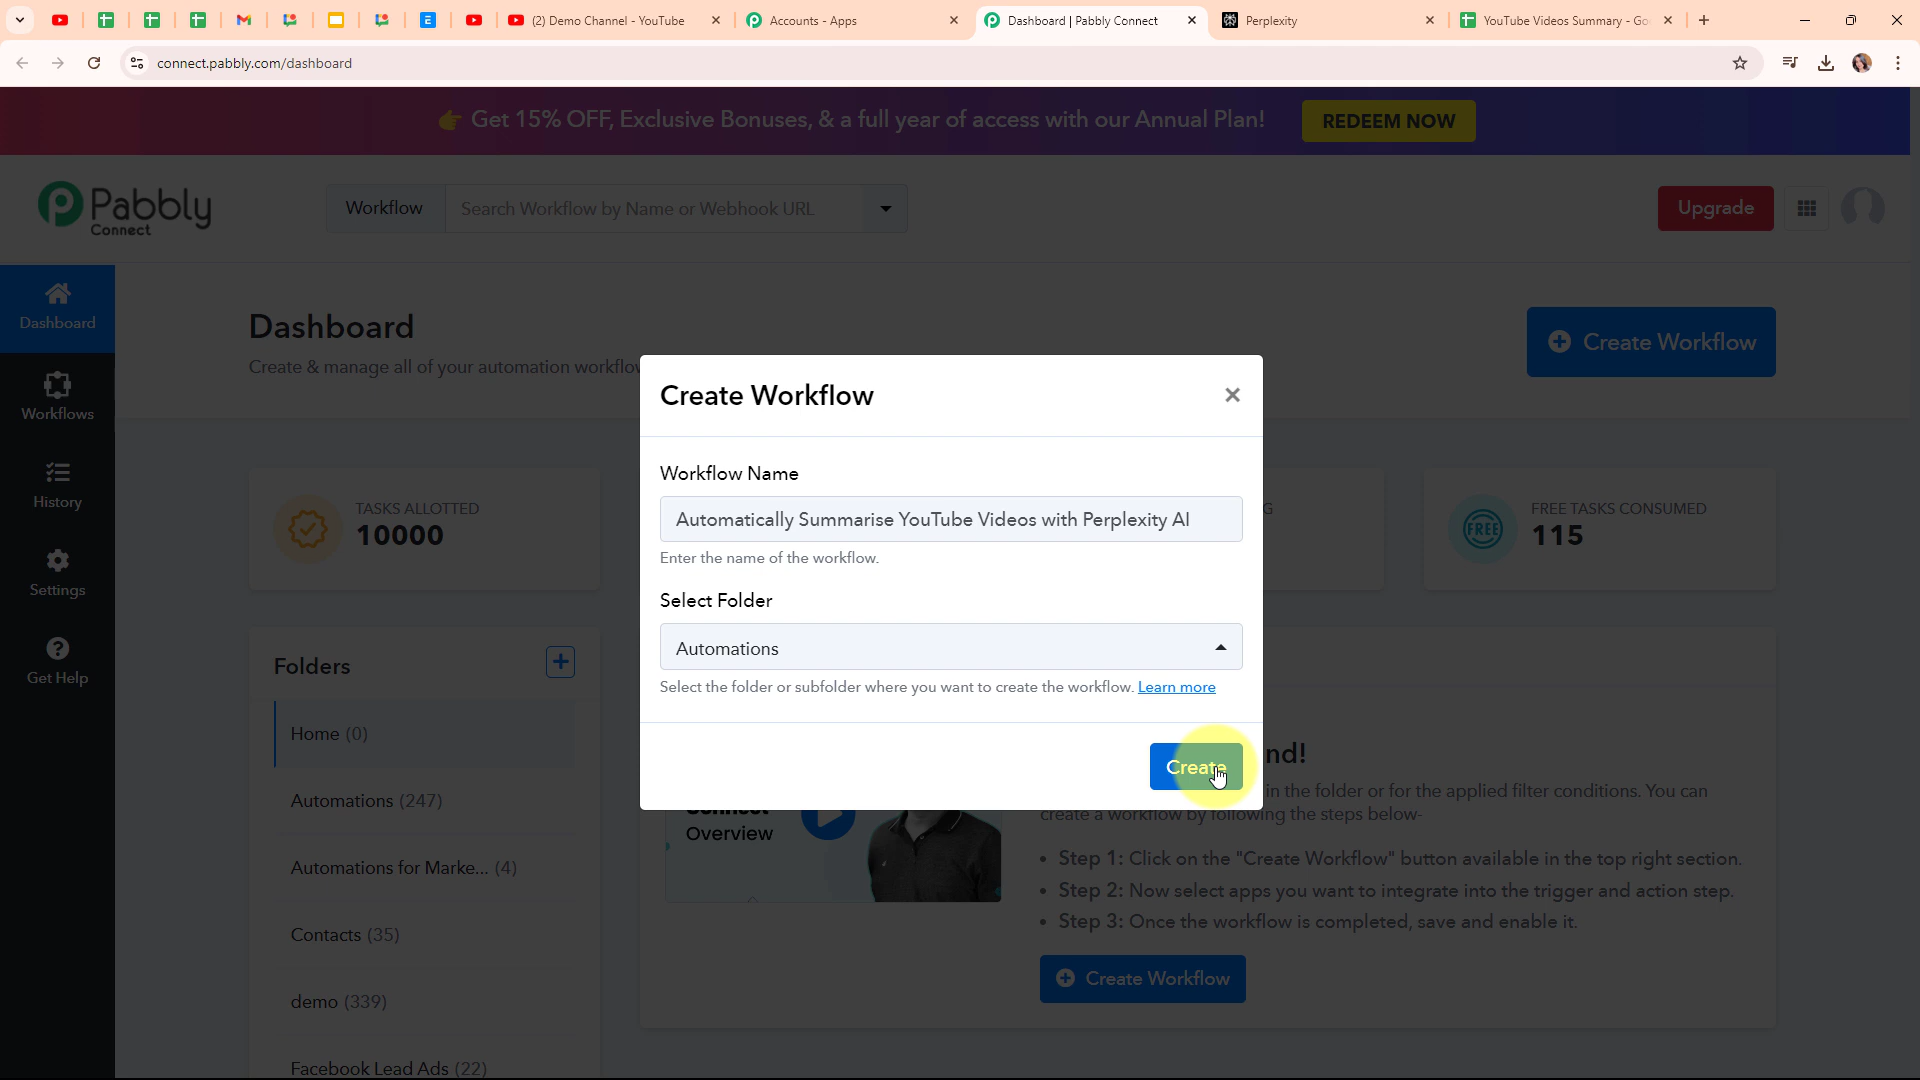 (2) Demo Channel - YouTube
Accounts - Apps
Dashboard | Pabbly Connect
Perplexity
YouTube Videos Summary - Go
connect.pabbly.com/dashboard
Get 15% OFF, Exclusive Bonuses, & a full year of access with our Annual Plan!
REDEEM NOW
Pabbly
Connect
Workflow
Search Workflow by Name or Webhook URL
Upgrade
Dashboard
Workflows
History
Settings
Get Help
Dashboard
Create & manage all of your automation workflow
Create Workflow
TASKS ALLOTTED
10000
G
FREE
FREE TASKS CONSUMED
115
Folders
Home (0)
Automations (247)
Automations for Marke... (4)
Contacts (35)
demo (339)
Facebook Lead Ads (22)
Create Workflow
Workflow Name
Automatically Summarise YouTube Videos with Perplexity AI
Enter the name of the workflow.
Select Folder
Automations
Select the folder or subfolder where you want to create the workflow. Learn more
Create
Connect
Overview
nd!
in the folder or for the applied filter conditions. You can
create a workflow by following the steps below-
• Step 1: Click on the "Create Workflow" button available in the top right section.
• Step 2: Now select apps you want to integrate into the trigger and action step.
• Step 3: Once the workflow is completed, save and enable it.
Create Workflow